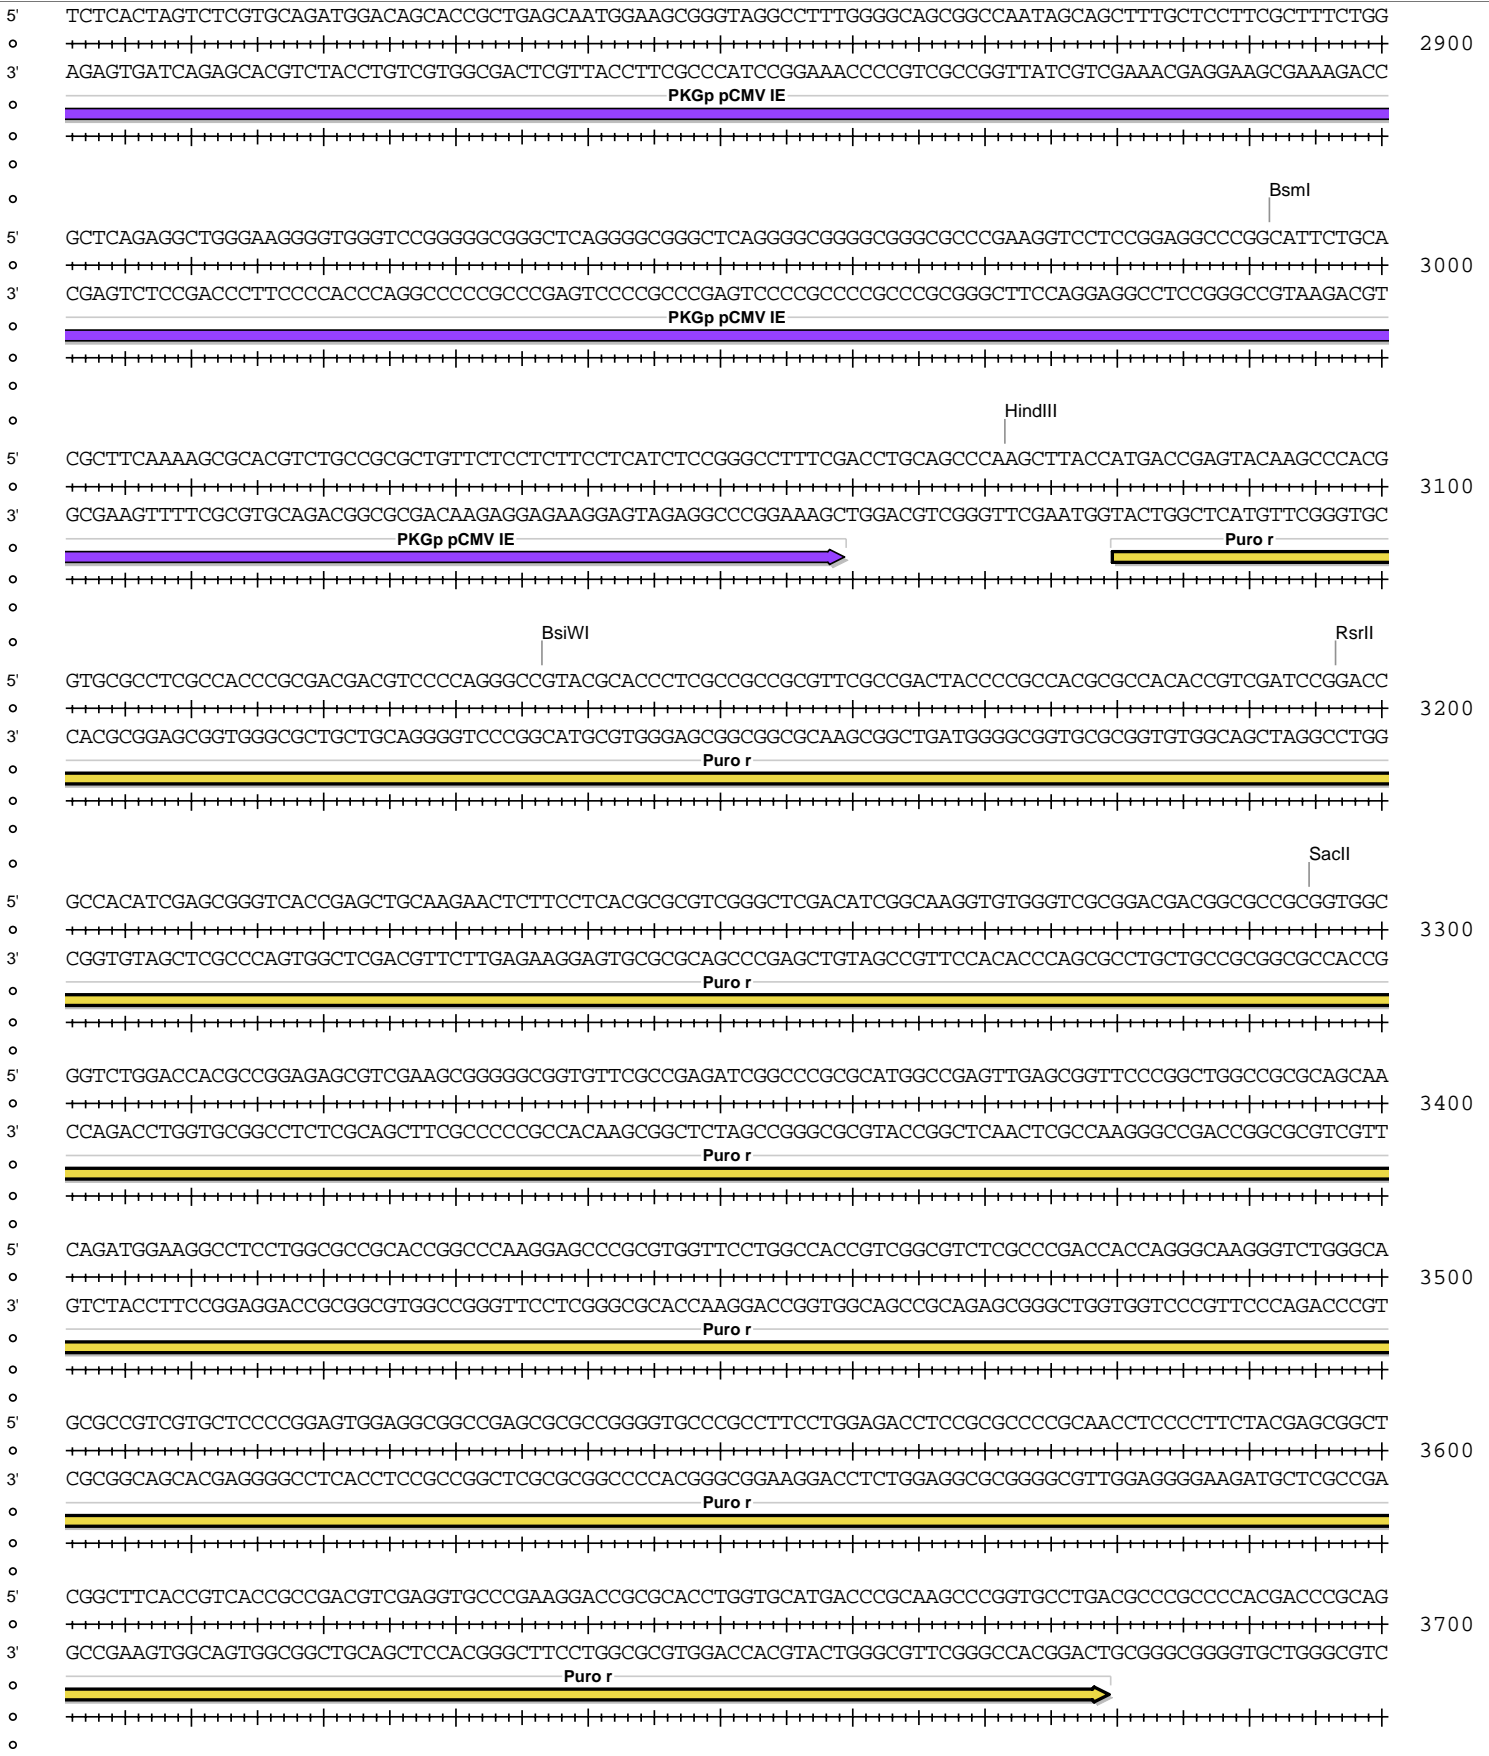 5' TCTCACTAGTCTCGTGCAGATGGACAGCACCGCTGAGCAATGGAAGCGGGTAGGCCTTTGGGGCAGCGGCCAATAGCAGCTTTGCTCCTTCGCTTTCTGG
2900
3' AGAGTGATCAGAGCACGTCTACCTGTCGTGGCGACTCGTTACCTTCGCCCATCCGGAAACCCCGTCGCCGGTTATCGTCGAAACGAGGAAGCGAAAGACC
PKGp pCMV IE
BsmI
5' GCTCAGAGGCTGGGAAGGGGTGGGTCCGGGGGCGGGCTCAGGGGCGGGCTCAGGGGCGGGGCGGGCGCCCGAAGGTCCTCCGGAGGCCCGGCATTCTGCA
3000
3' CGAGTCTCCGACCCTTCCCCACCCAGGCCCCCGCCCGAGTCCCCGCCCGAGTCCCCGCCCCGCCCGCGGGCTTCCAGGAGGCCTCCGGGCCGTAAGACGT
PKGp pCMV IE
HindIII
5' CGCTTCAAAAGCGCACGTCTGCCGCGCTGTTCTCCTCTTCCTCATCTCCGGGCCTTTCGACCTGCAGCCCAAGCTTACCATGACCGAGTACAAGCCCACG
3100
3' GCGAAGTTTTCGCGTGCAGACGGCGCGACAAGAGGAGAAGGAGTAGAGGCCCGGAAAGCTGGACGTCGGGTTCGAATGGTACTGGCTCATGTTCGGGTGC
PKGp pCMV IE Puro r
BsiWI RsrII
5' GTGCGCCTCGCCACCCGCGACGACGTCCCCAGGGCCGTACGCACCCTCGCCGCCGCGTTCGCCGACTACCCCGCCACGCGCCACACCGTCGATCCGGACC
3200
3' CACGCGGAGCGGTGGGCGCTGCTGCAGGGGTCCCGGCATGCGTGGGAGCGGCGGCGCAAGCGGCTGATGGGGCGGTGCGCGGTGTGGCAGCTAGGCCTGG
Puro r
SacII
5' GCCACATCGAGCGGGTCACCGAGCTGCAAGAACTCTTCCTCACGCGCGTCGGGCTCGACATCGGCAAGGTGTGGGTCGCGGACGACGGCGCCGCGGTGGC
3300
3' CGGTGTAGCTCGCCCAGTGGCTCGACGTTCTTGAGAAGGAGTGCGCGCAGCCCGAGCTGTAGCCGTTCCACACCCAGCGCCTGCTGCCGCGGCGCCACCG
Puro r
5' GGTCTGGACCACGCCGGAGAGCGTCGAAGCGGGGGCGGTGTTCGCCGAGATCGGCCCGCGCATGGCCGAGTTGAGCGGTTCCCGGCTGGCCGCGCAGCAA
3400
3' CCAGACCTGGTGCGGCCTCTCGCAGCTTCGCCCCCGCCACAAGCGGCTCTAGCCGGGCGCGTACCGGCTCAACTCGCCAAGGGCCGACCGGCGCGTCGTT
Puro r
5' CAGATGGAAGGCCTCCTGGCGCCGCACCGGCCCAAGGAGCCCGCGTGGTTCCTGGCCACCGTCGGCGTCTCGCCCGACCACCAGGGCAAGGGTCTGGGCA
3500
3' GTCTACCTTCCGGAGGACCGCGGCGTGGCCGGGTTCCTCGGGCGCACCAAGGACCGGTGGCAGCCGCAGAGCGGGCTGGTGGTCCCGTTCCCAGACCCGT
Puro r
5' GCGCCGTCGTGCTCCCCGGAGTGGAGGCGGCCGAGCGCGCCGGGGTGCCCGCCTTCCTGGAGACCTCCGCGCCCCGCAACCTCCCCTTCTACGAGCGGCT
3600
3' CGCGGCAGCACGAGGGGCCTCACCTCCGCCGGCTCGCGCGGCCCCACGGGCGGAAGGACCTCTGGAGGCGCGGGGCGTTGGAGGGGAAGATGCTCGCCGA
Puro r
5' CGGCTTCACCGTCACCGCCGACGTCGAGGTGCCCGAAGGACCGCGCACCTGGTGCATGACCCGCAAGCCCGGTGCCTGACGCCCGCCCCACGACCCGCAG
3700
3' GCCGAAGTGGCAGTGGCGGCTGCAGCTCCACGGGCTTCCTGGCGCGTGGACCACGTACTGGGCGTTCGGGCCACGGACTGCGGGCGGGGTGCTGGGCGTC
Puro r